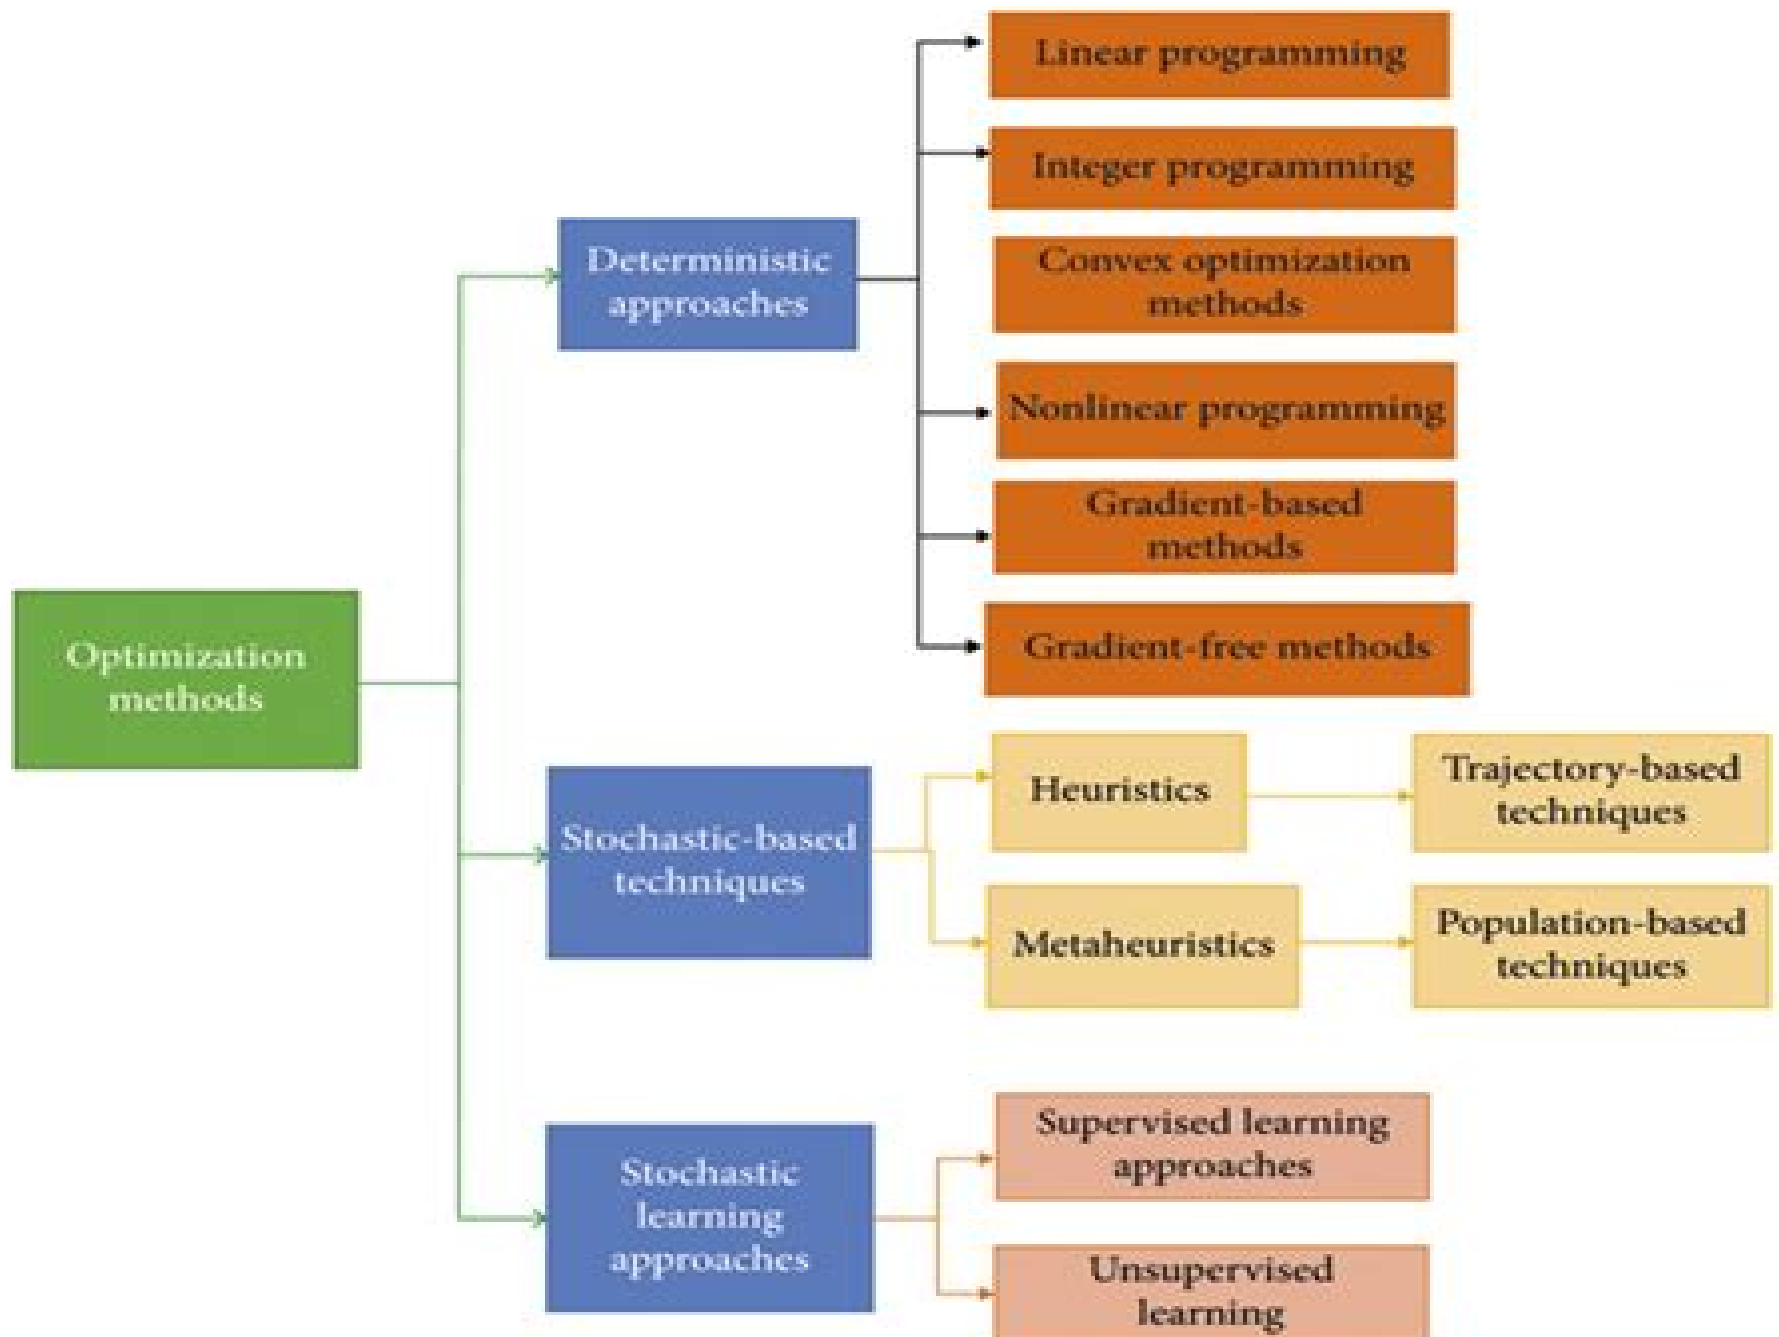 Linear programming
Integer programming
Deterministic
approaches
Convex optimization
methods
Nonlinear programming
Gradient-based
methods
Gradient-free methods
Optimization
methods
Stochastic-based
techniques
Heuristics
Trajectory-based
techniques
Metaheuristics
Population-based
techniques
Stochastic
learning
approaches
Supervised learning
approaches
Unsupervised
learning